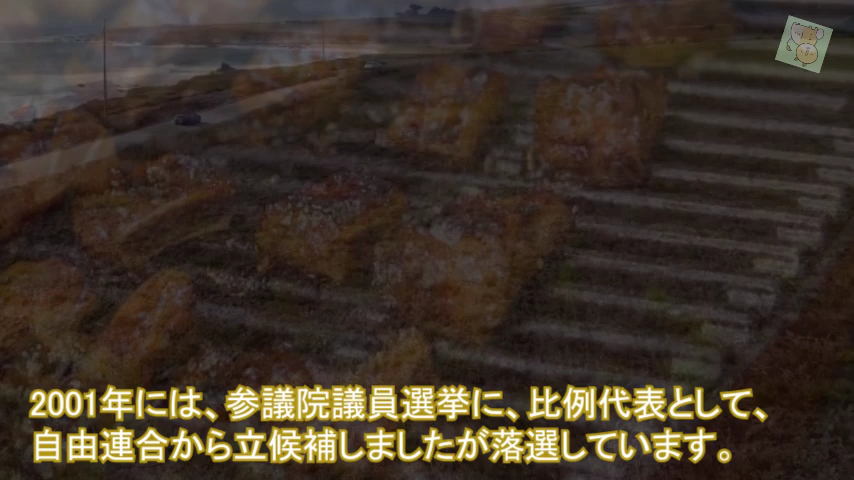 2001年には、参議院議員選挙に、比例代表として、
自由連合から立候補しましたが落選しています。